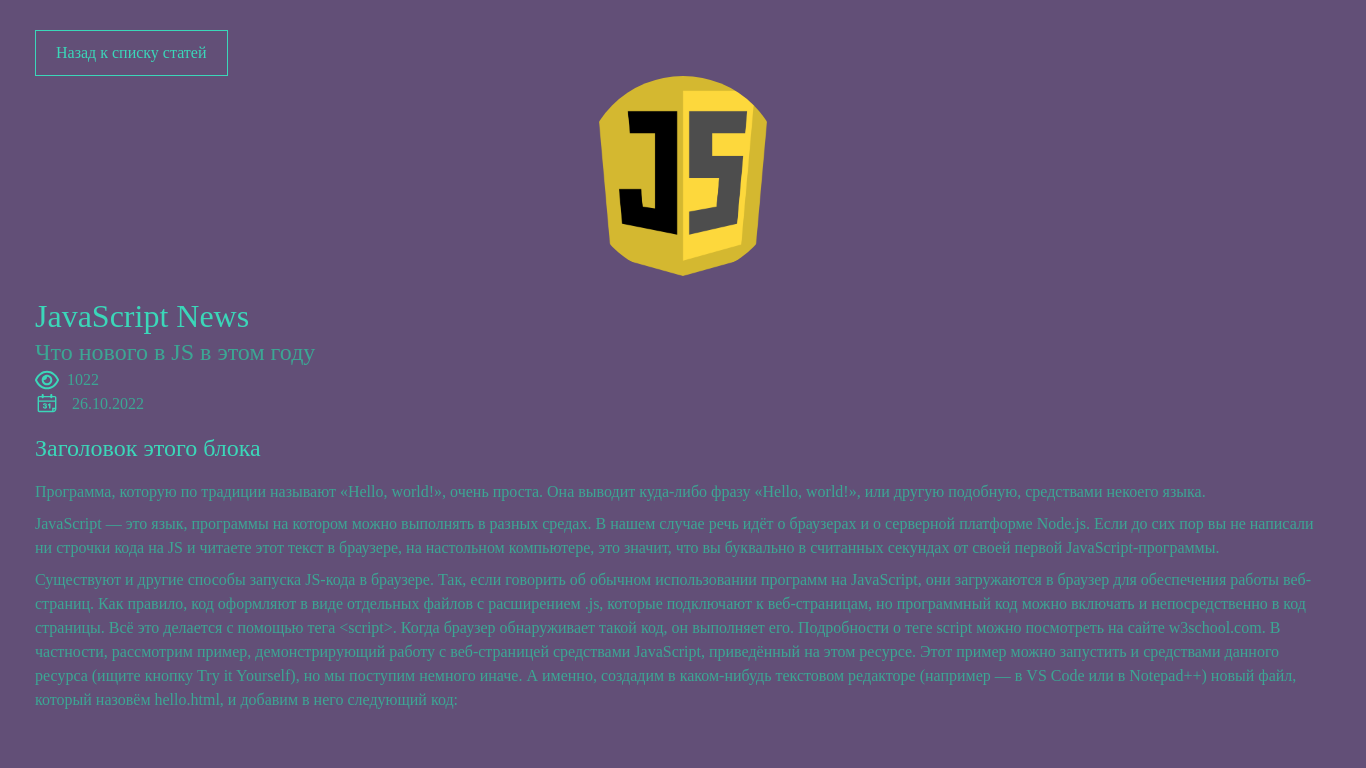 Назад к списку статей
JS
JavaScript News
Что нового в JS в этом году
1022
31
26.10.2022
Заголовок этого блока
Программа, которую по традиции называют «Hello, world!», очень проста. Она выводит куда-либо фразу «Hello, world!», или другую подобную, средствами некоего языка.
JavaScript — это язык, программы на котором можно выполнять в разных средах. В нашем случае речь идёт о браузерах и о серверной платформе Node.js. Если до сих пор вы не написали
ни строчки кода на JS и читаете этот текст в браузере, на настольном компьютере, это значит, что вы буквально в считанных секундах от своей первой JavaScript-программы.
Существуют и другие способы запуска JS-кода в браузере. Так, если говорить об обычном использовании программ на JavaScript, они загружаются в браузер для обеспечения работы веб-
страниц. Как правило, код оформляют в виде отдельных файлов с расширением .js, которые подключают к веб-страницам, но программный код можно включать и непосредственно в код
страницы. Всё это делается с помощью тега <script>. Когда браузер обнаруживает такой код, он выполняет его. Подробности о теге script можно посмотреть на сайте w3school.com. В
частности, рассмотрим пример, демонстрирующий работу с веб-страницей средствами JavaScript, приведённый на этом ресурсе. Этот пример можно запустить и средствами данного
ресурса (ищите кнопку Try it Yourself), но мы поступим немного иначе. А именно, создадим в каком-нибудь текстовом редакторе (например — в VS Code или в Notepad++) новый файл,
который назовём hello.html, и добавим в него следующий код: